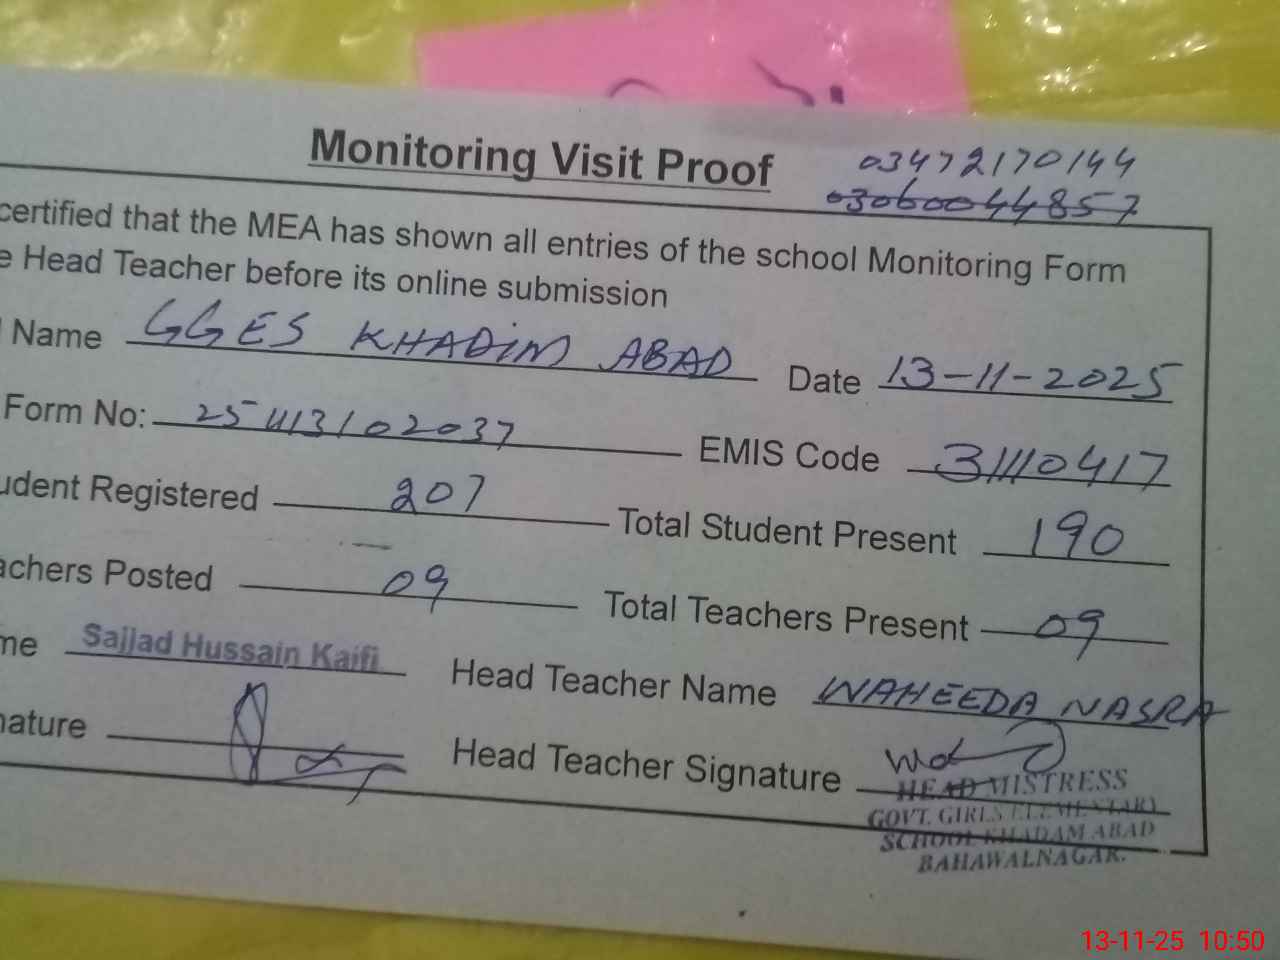 Monitoring Visit Proof
03472170144
03060044857
certified that the MEA has shown all entries of the school Monitoring Form
e Head Teacher before its online submission
Name GGES KHADIM ABAD Date 13-11-2025
Form No: 25 1113102037 EMIS Code 31110417
udent Registered 207 Total Student Present 190
achers Posted 09 Total Teachers Present 09
me Sajjad Hussain Kaifi Head Teacher Name WAHEEDA NASRA
nature Head Teacher Signature
HEAD MISTRESS
GOVT. GIRLS ELEMENTARY
SCHOOL KHADAM ABAD
BAHAWALNAGAR.
13-11-25 10:50